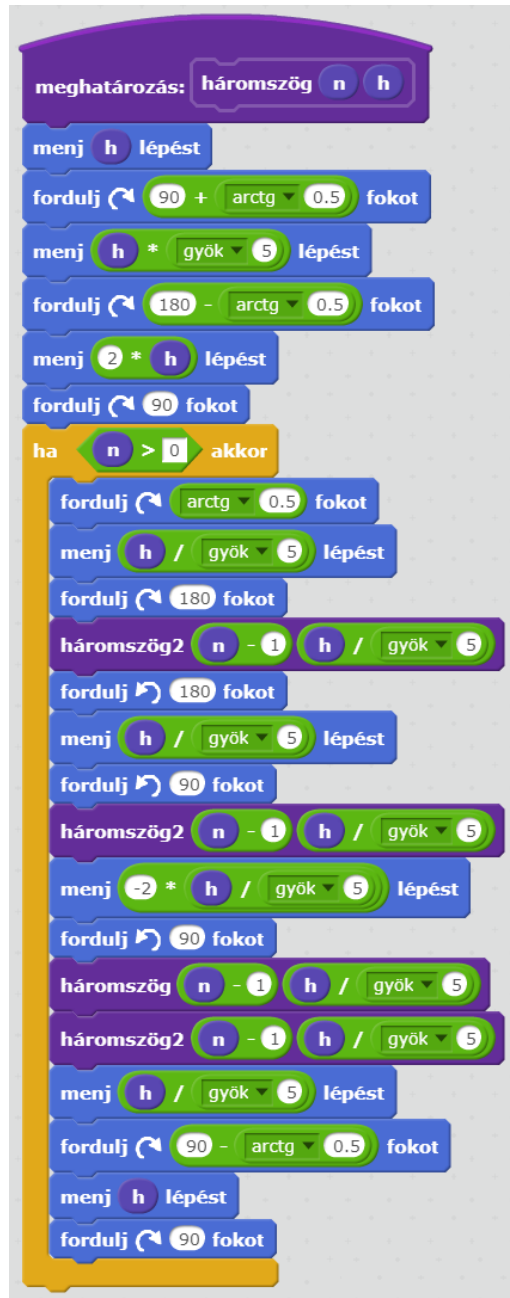 meghatározás: háromszög n h
menj h lépést
fordulj ↻ 90 + arctg ▼ 0.5 fokot
menj h * gyök ▼ 5 lépést
fordulj ↻ 180 - arctg ▼ 0.5 fokot
menj 2 * h lépést
fordulj ↻ 90 fokot
ha n > 0 akkor
fordulj ↻ arctg ▼ 0.5 fokot
menj h / gyök ▼ 5 lépést
fordulj ↻ 180 fokot
háromszög2 n - 1 h / gyök ▼ 5
fordulj ↺ 180 fokot
menj h / gyök ▼ 5 lépést
fordulj ↺ 90 fokot
háromszög2 n - 1 h / gyök ▼ 5
menj -2 * h / gyök ▼ 5 lépést
fordulj ↺ 90 fokot
háromszög n - 1 h / gyök ▼ 5
háromszög2 n - 1 h / gyök ▼ 5
menj h / gyök ▼ 5 lépést
fordulj ↻ 90 - arctg ▼ 0.5 fokot
menj h lépést
fordulj ↻ 90 fokot